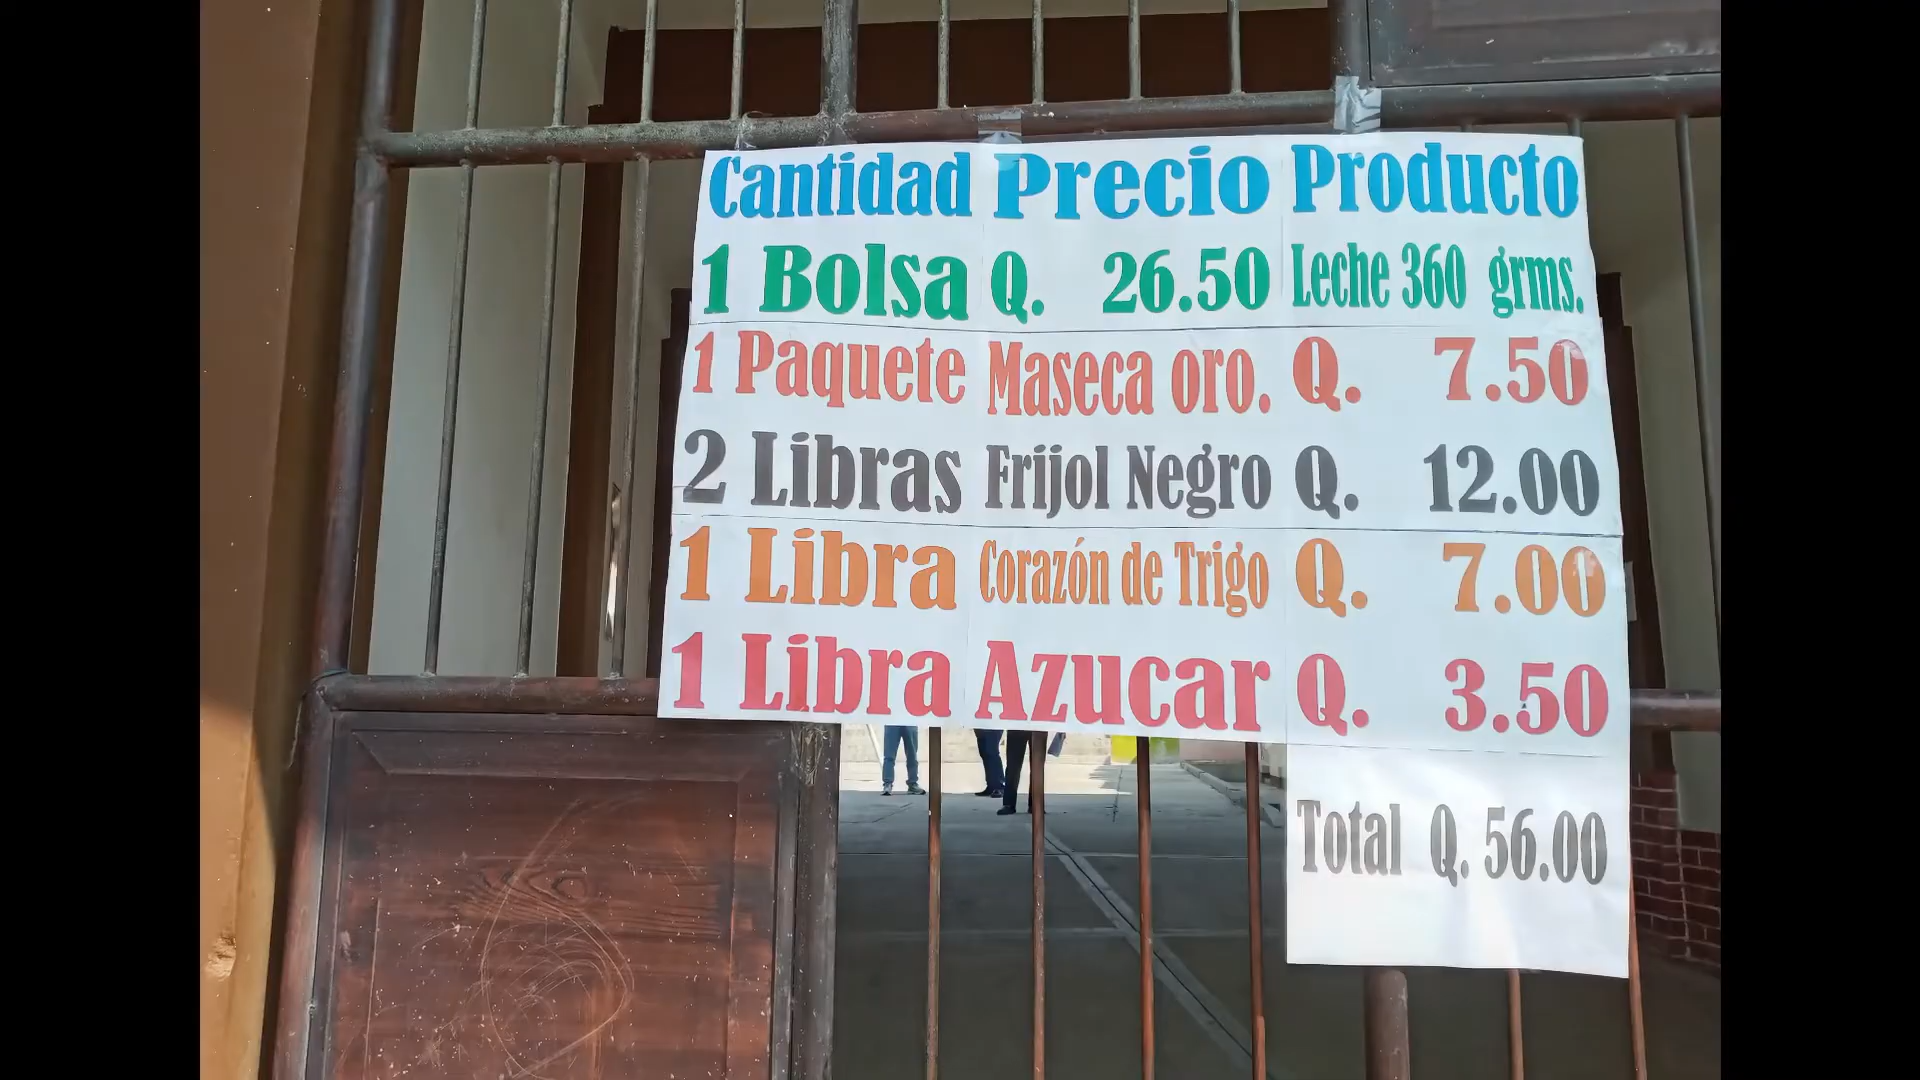 Cantidad Precio Producto
1 Bolsa Q. 26.50 Leche 360 grms.
1 Paquete Maseca oro. Q. 7.50
2 Libras Frijol Negro Q. 12.00
1 Libra Corazón de Trigo Q. 7.00
1 Libra Azucar Q. 3.50
Total Q. 56.00